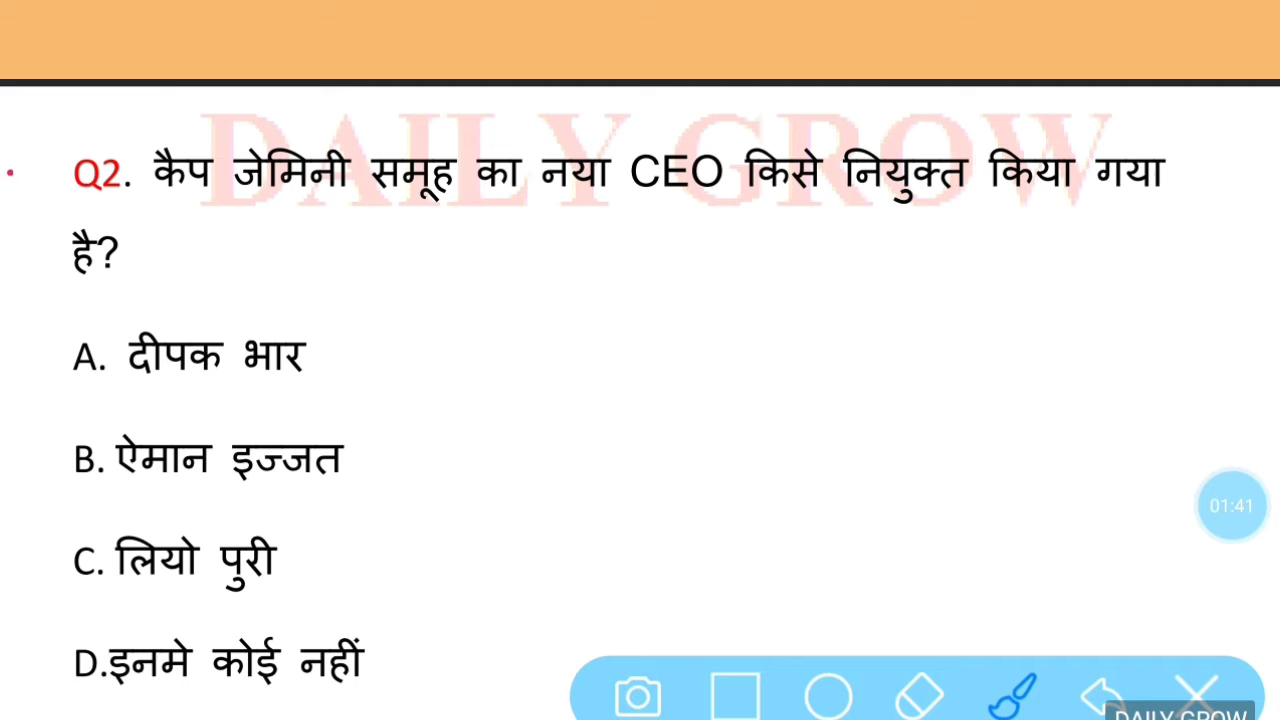 DAILY GROW
Q2. कैप जेमिनी समूह का नया CEO किसे नियुक्त किया गया
है?
A. दीपक भार
B. ऐमान इज्जत
C. लियो पुरी
01:41
D.इनमे कोई नहीं
DAILY GROW